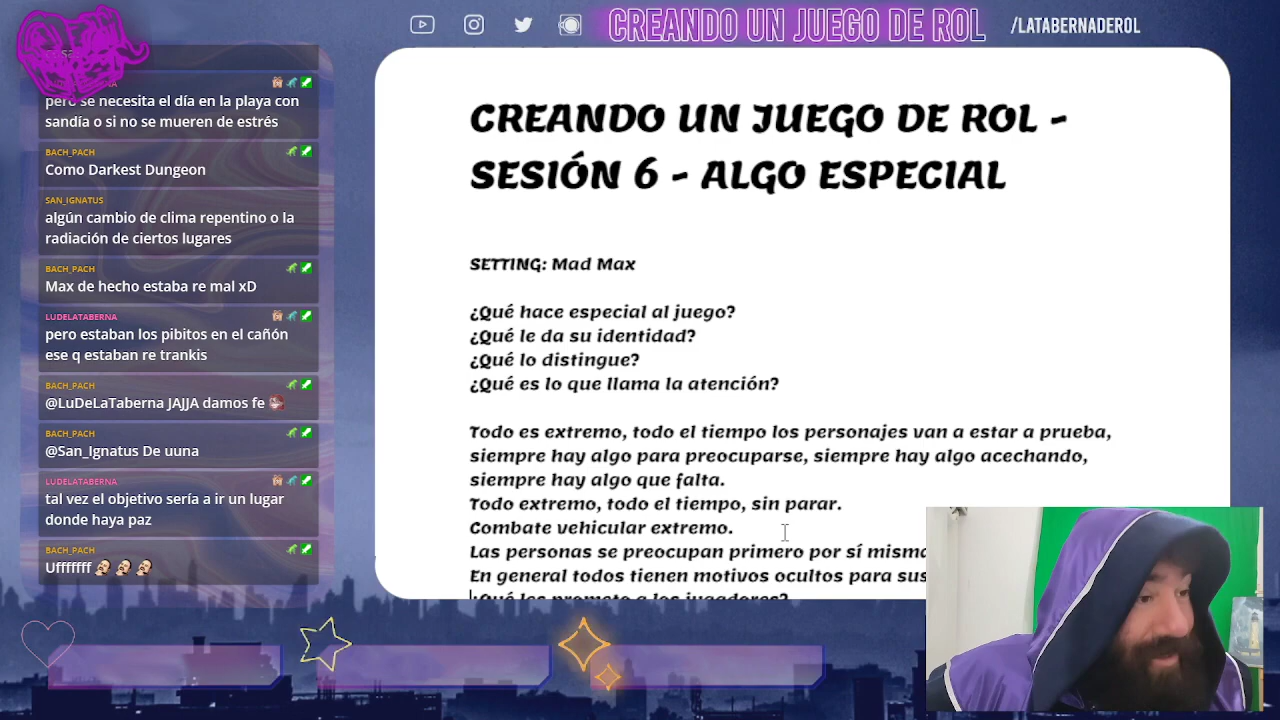 CREANDO UN JUEGO DE ROL
/LATABERNADEROL
pero se necesita el día en la playa con
sandía o si no se mueren de estrés
BACH_PACH
Como Darkest Dungeon
SAN_IGNATUS
algún cambio de clima repentino o la
radiación de ciertos lugares
BACH_PACH
Max de hecho estaba re mal xD
LUDELATABERNA
pero estaban los pibitos en el cañón
ese q estaban re trankis
BACH_PACH
@LuDeLaTaberna JAJJA damos fe
BACH_PACH
@San_Ignatus De uuna
LUDELATABERNA
tal vez el objetivo sería a ir un lugar
donde haya paz
BACH_PACH
Uffffff
CREANDO UN JUEGO DE ROL -
SESIÓN 6 - ALGO ESPECIAL
SETTING: Mad Max
¿Qué hace especial al juego?
¿Qué le da su identidad?
¿Qué lo distingue?
¿Qué es lo que llama la atención?
Todo es extremo, todo el tiempo los personajes van a estar a prueba,
siempre hay algo para preocuparse, siempre hay algo acechando,
siempre hay algo que falta.
Todo extremo, todo el tiempo, sin parar.
Combate vehicular extremo.
Las personas se preocupan primero por sí misma
En general todos tienen motivos ocultos para sus
¿Qué les prometo a los jugadores?